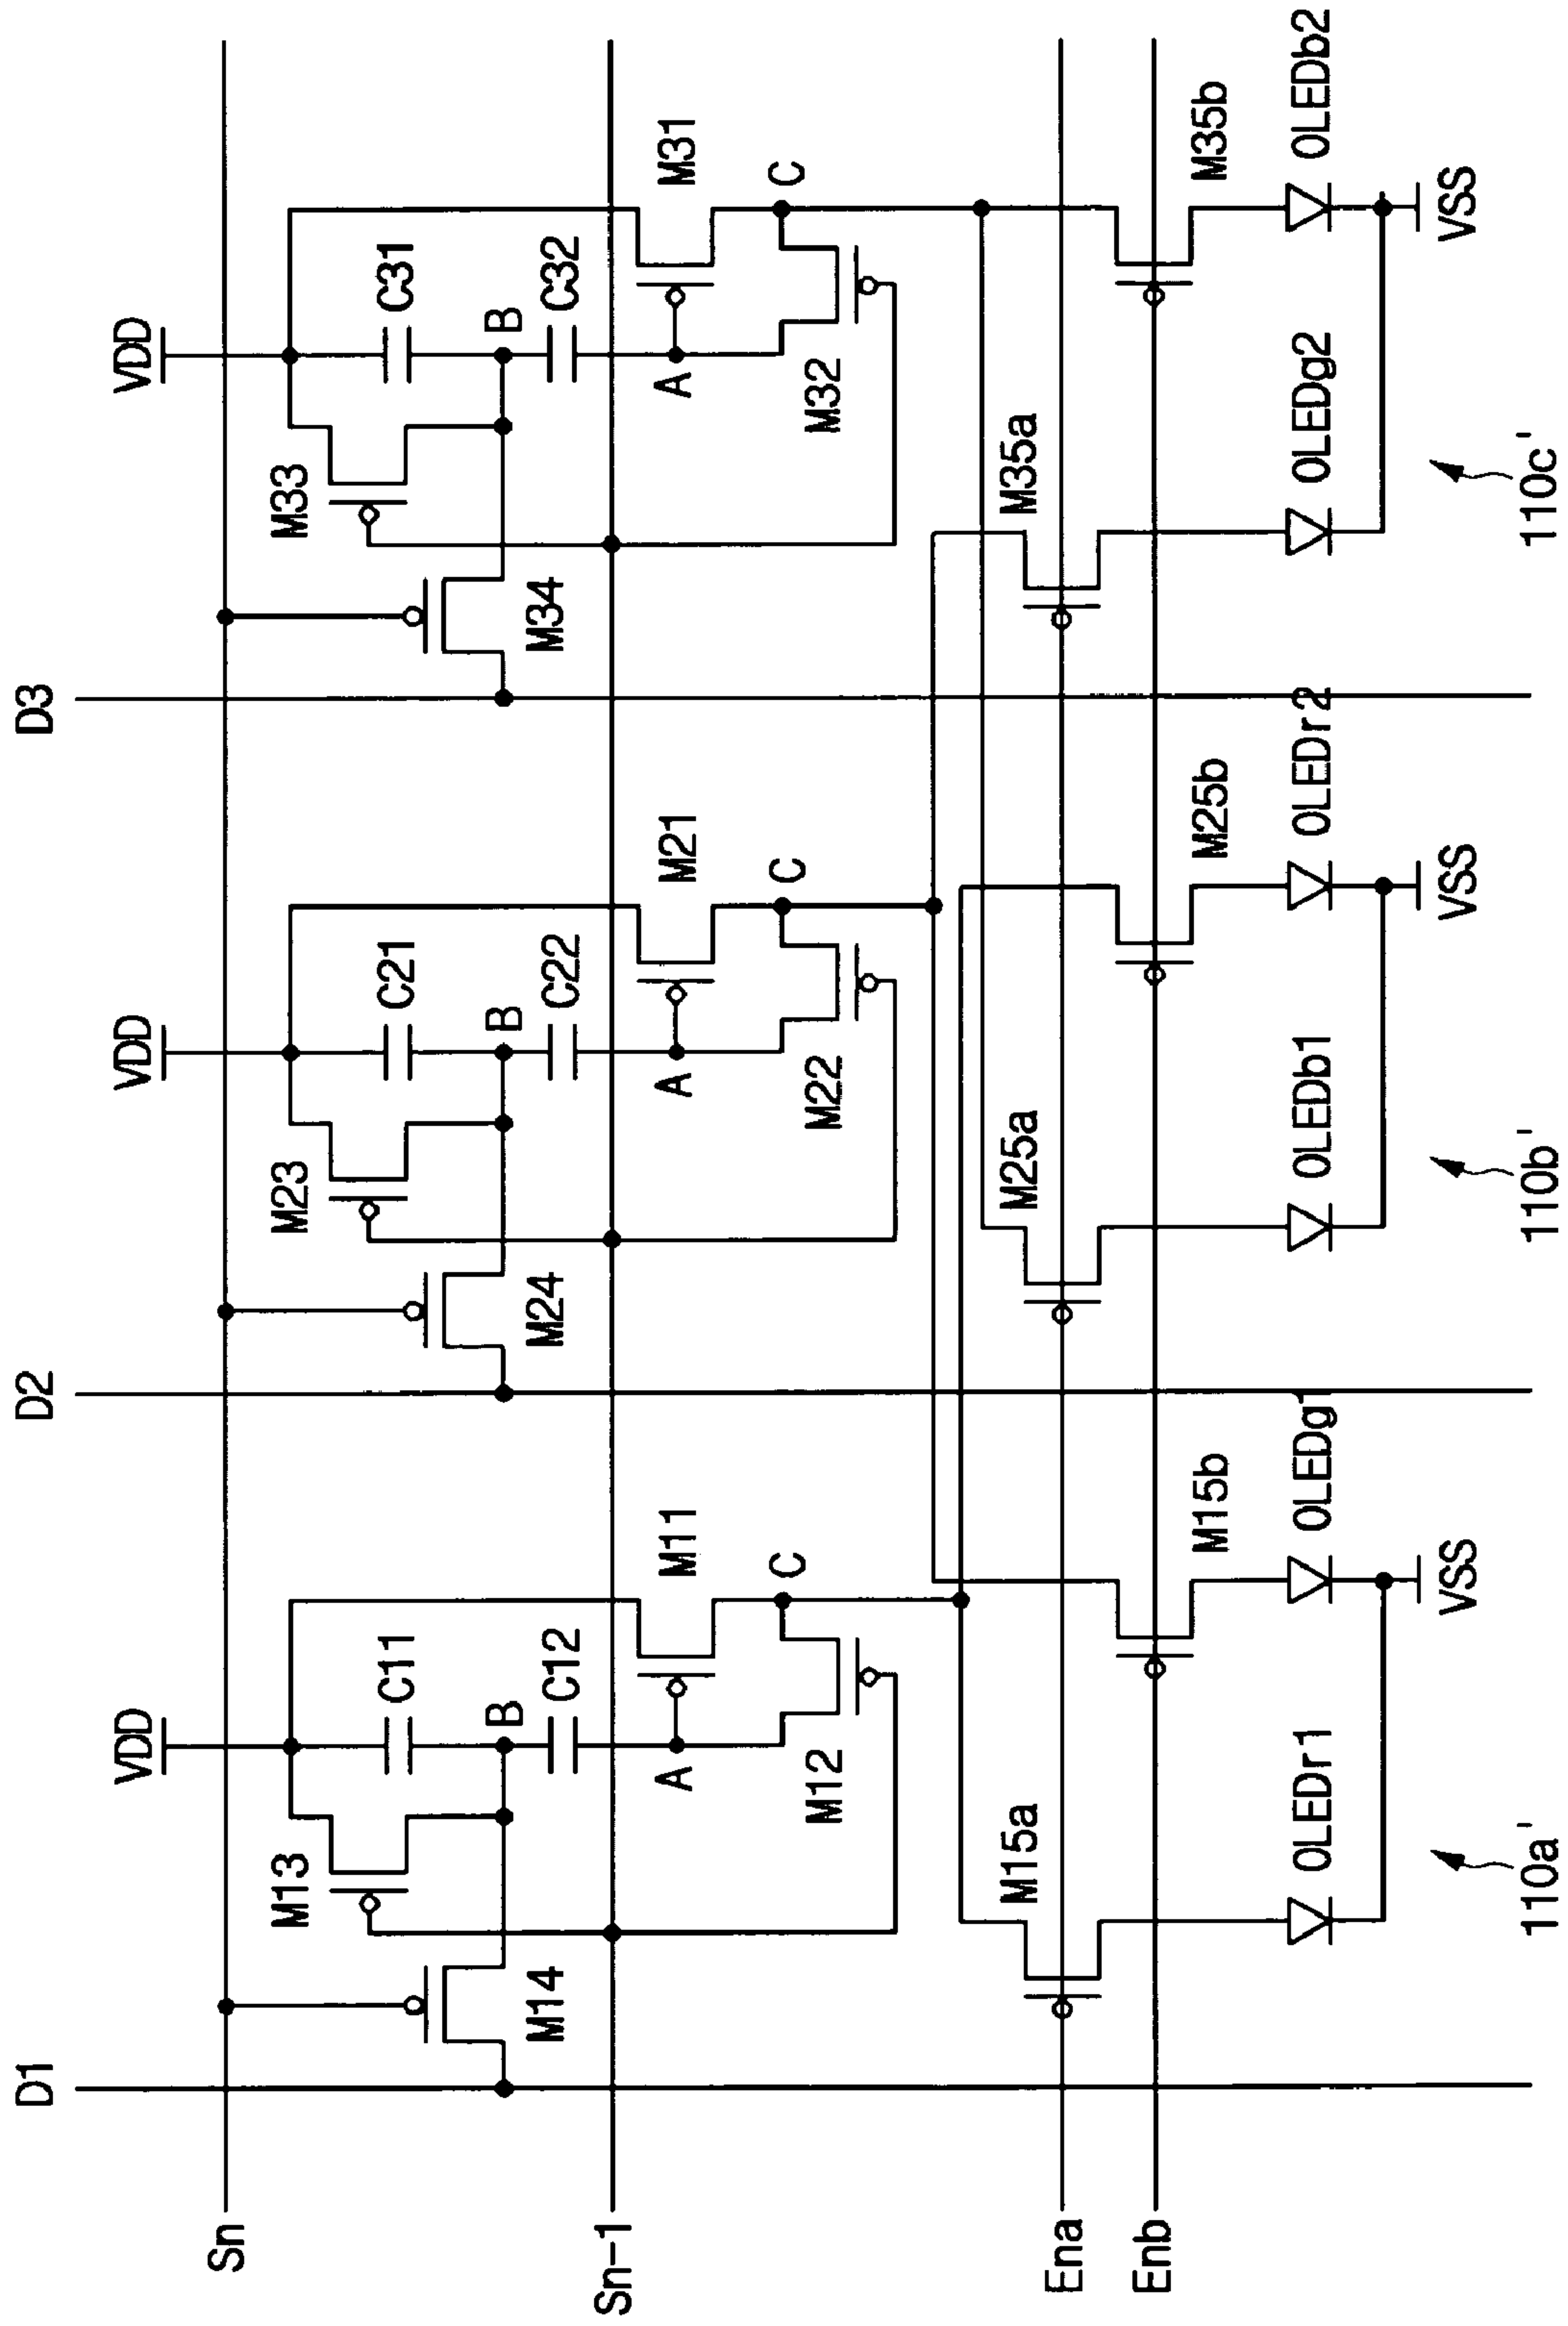 D1
D2
D3
VDD
VDD
VDD
Sn
M13
C11
M23
C21
M33
C31
B
B
B
M14
C12
M24
C22
M34
C32
Sn-1
A
M11
A
M21
A
M31
C
C
C
M12
M22
M32
M15a
M25a
M35a
Ena
Enb
M15b
M25b
M35b
OLEDr1
OLEDg1
OLEDb1
OLEDr2
OLEDg2
OLEDb2
VSS
VSS
VSS
110a'
110b'
110c'